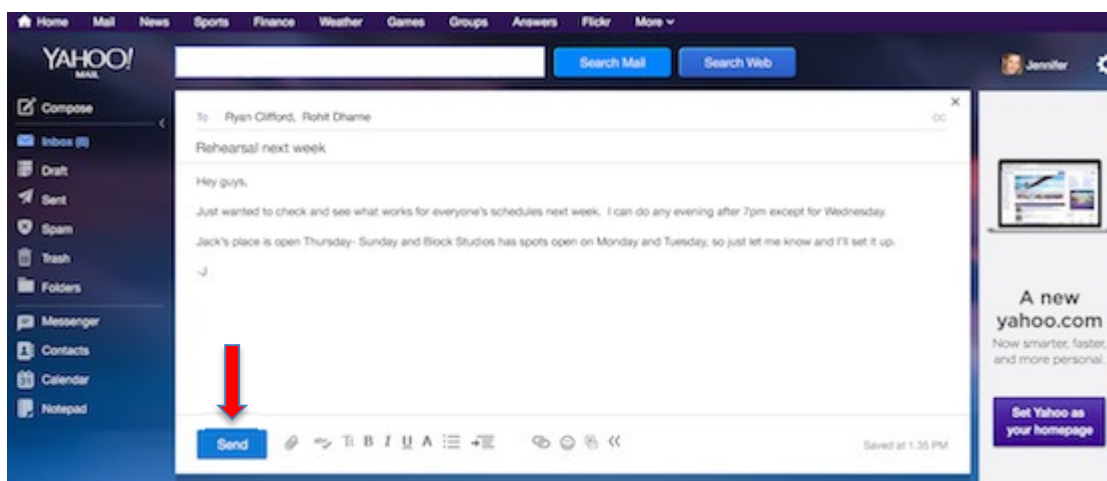 Home Mail News Sports Finance Weather Games Groups Answers Flickr More
YAHOO!
MAIL
Search Mail
Search Web
Jennifer
Compose
Inbox (6)
Draft
Sent
Spam
Trash
Folders
Messenger
Contacts
31 Calendar
Notepad
To Ryan Clifford, Rohit Dhame
CC
Rehearsal next week
Hey guys,
Just wanted to check and see what works for everyone's schedules next week. I can do any evening after 7pm except for Wednesday.
Jack's place is open Thursday- Sunday and Block Studios has spots open on Monday and Tuesday, so just let me know and I'll set it up.
-J
Send
Saved at 1:35 PM
A new
yahoo.com
Now smarter, faster,
and more personal.
Set Yahoo as
your homepage